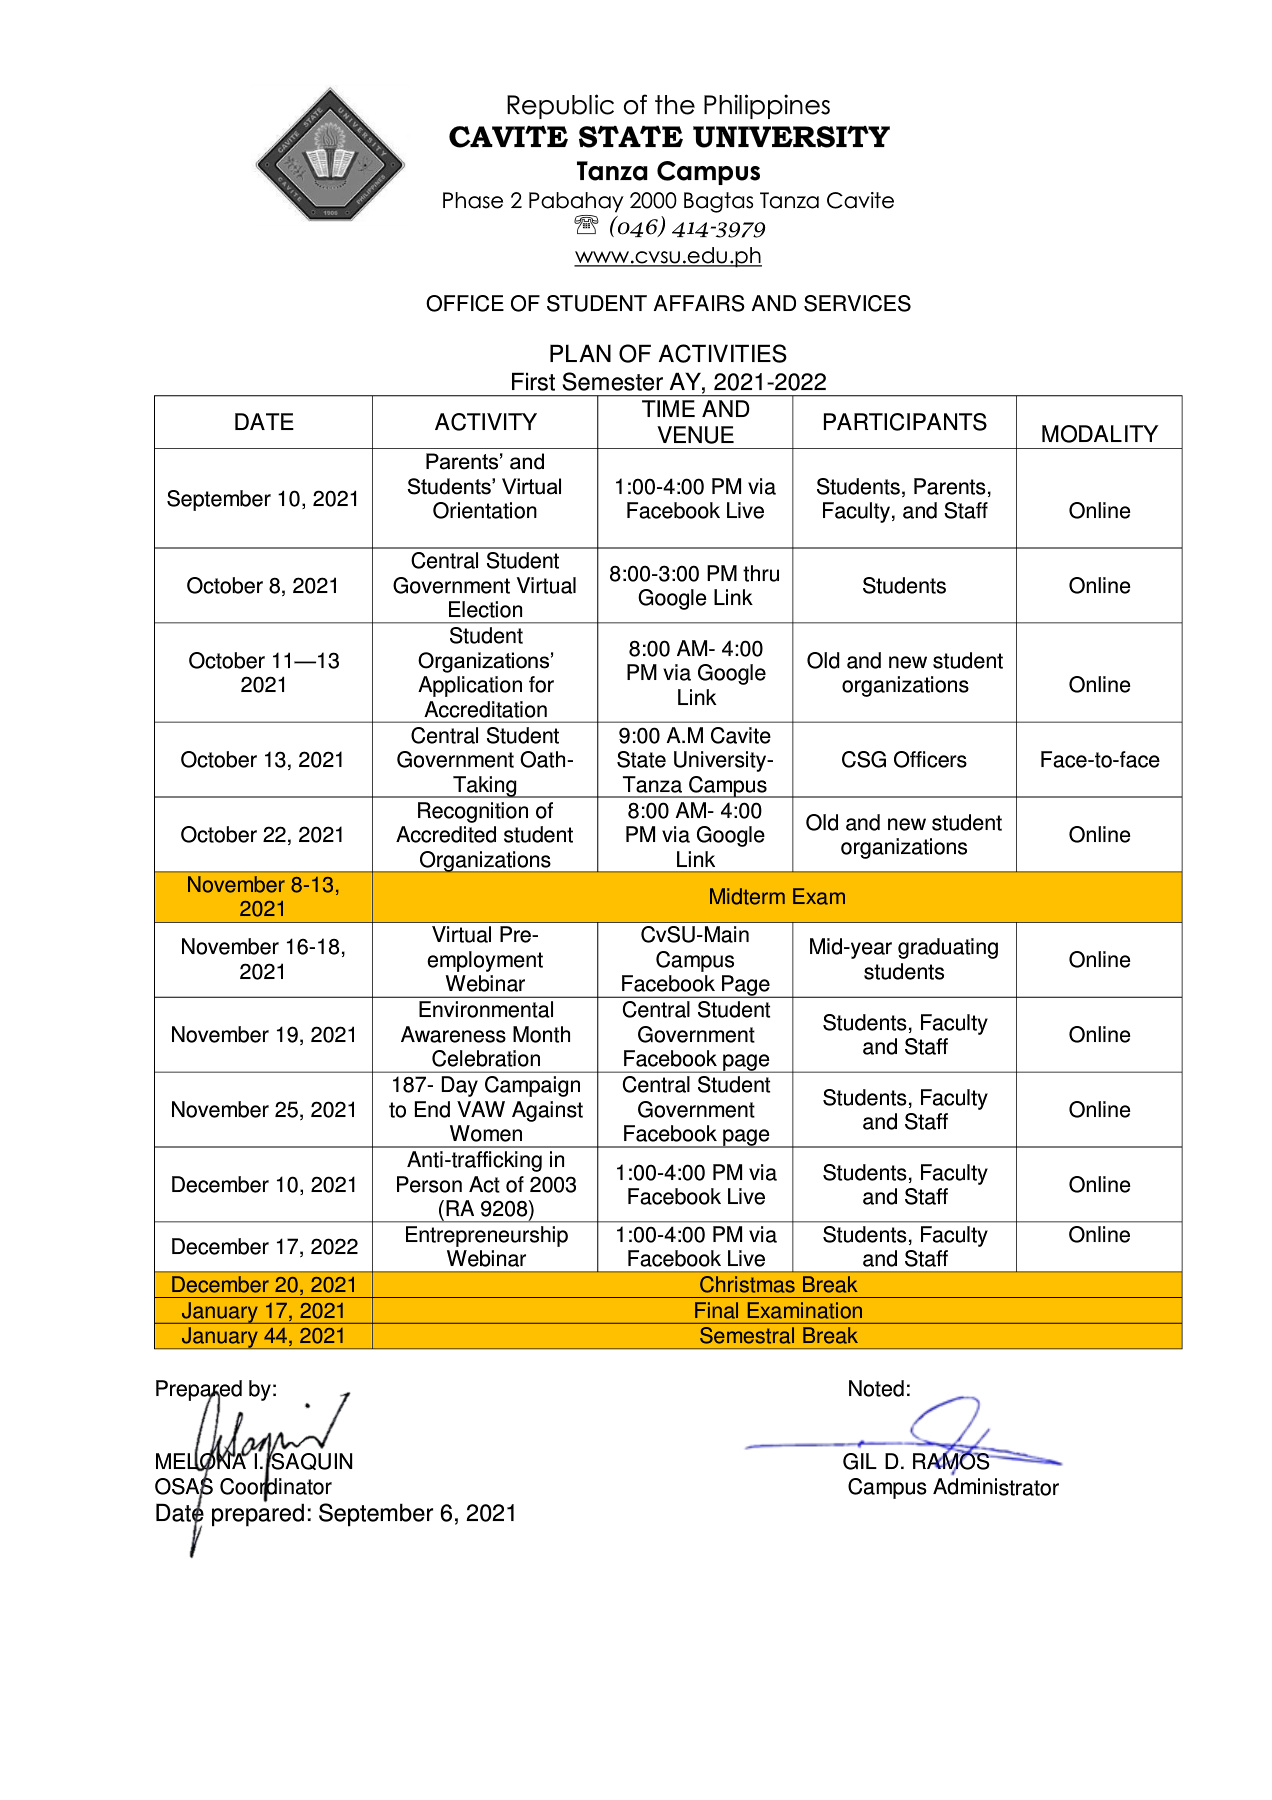 CAVITE STATE UNIVERSITY
CAVITE PHILIPPINES
1906
Republic of the Philippines
CAVITE STATE UNIVERSITY
Tanza Campus
Phase 2 Pabahay 2000 Bagtas Tanza Cavite
☏ (046) 414-3979
www.cvsu.edu.ph
OFFICE OF STUDENT AFFAIRS AND SERVICES
PLAN OF ACTIVITIES
First Semester AY, 2021-2022
DATE
ACTIVITY
TIME AND
VENUE
PARTICIPANTS
MODALITY
September 10, 2021
Parents’ and
Students’ Virtual
Orientation
1:00-4:00 PM via
Facebook Live
Students, Parents,
Faculty, and Staff
Online
October 8, 2021
Central Student
Government Virtual
Election
8:00-3:00 PM thru
Google Link
Students
Online
October 11—13
2021
Student
Organizations’
Application for
Accreditation
8:00 AM- 4:00
PM via Google
Link
Old and new student
organizations
Online
October 13, 2021
Central Student
Government Oath-
Taking
9:00 A.M Cavite
State University-
Tanza Campus
CSG Officers
Face-to-face
October 22, 2021
Recognition of
Accredited student
Organizations
8:00 AM- 4:00
PM via Google
Link
Old and new student
organizations
Online
November 8-13,
2021
Midterm Exam
November 16-18,
2021
Virtual Pre-
employment
Webinar
CvSU-Main
Campus
Facebook Page
Mid-year graduating
students
Online
November 19, 2021
Environmental
Awareness Month
Celebration
Central Student
Government
Facebook page
Students, Faculty
and Staff
Online
November 25, 2021
187- Day Campaign
to End VAW Against
Women
Central Student
Government
Facebook page
Students, Faculty
and Staff
Online
December 10, 2021
Anti-trafficking in
Person Act of 2003
(RA 9208)
1:00-4:00 PM via
Facebook Live
Students, Faculty
and Staff
Online
December 17, 2022
Entrepreneurship
Webinar
1:00-4:00 PM via
Facebook Live
Students, Faculty
and Staff
Online
December 20, 2021
Christmas Break
January 17, 2021
Final Examination
January 44, 2021
Semestral Break
Prepared by:
MELONA I. SAQUIN
OSAS Coordinator
Date prepared: September 6, 2021
Noted:
GIL D. RAMOS
Campus Administrator